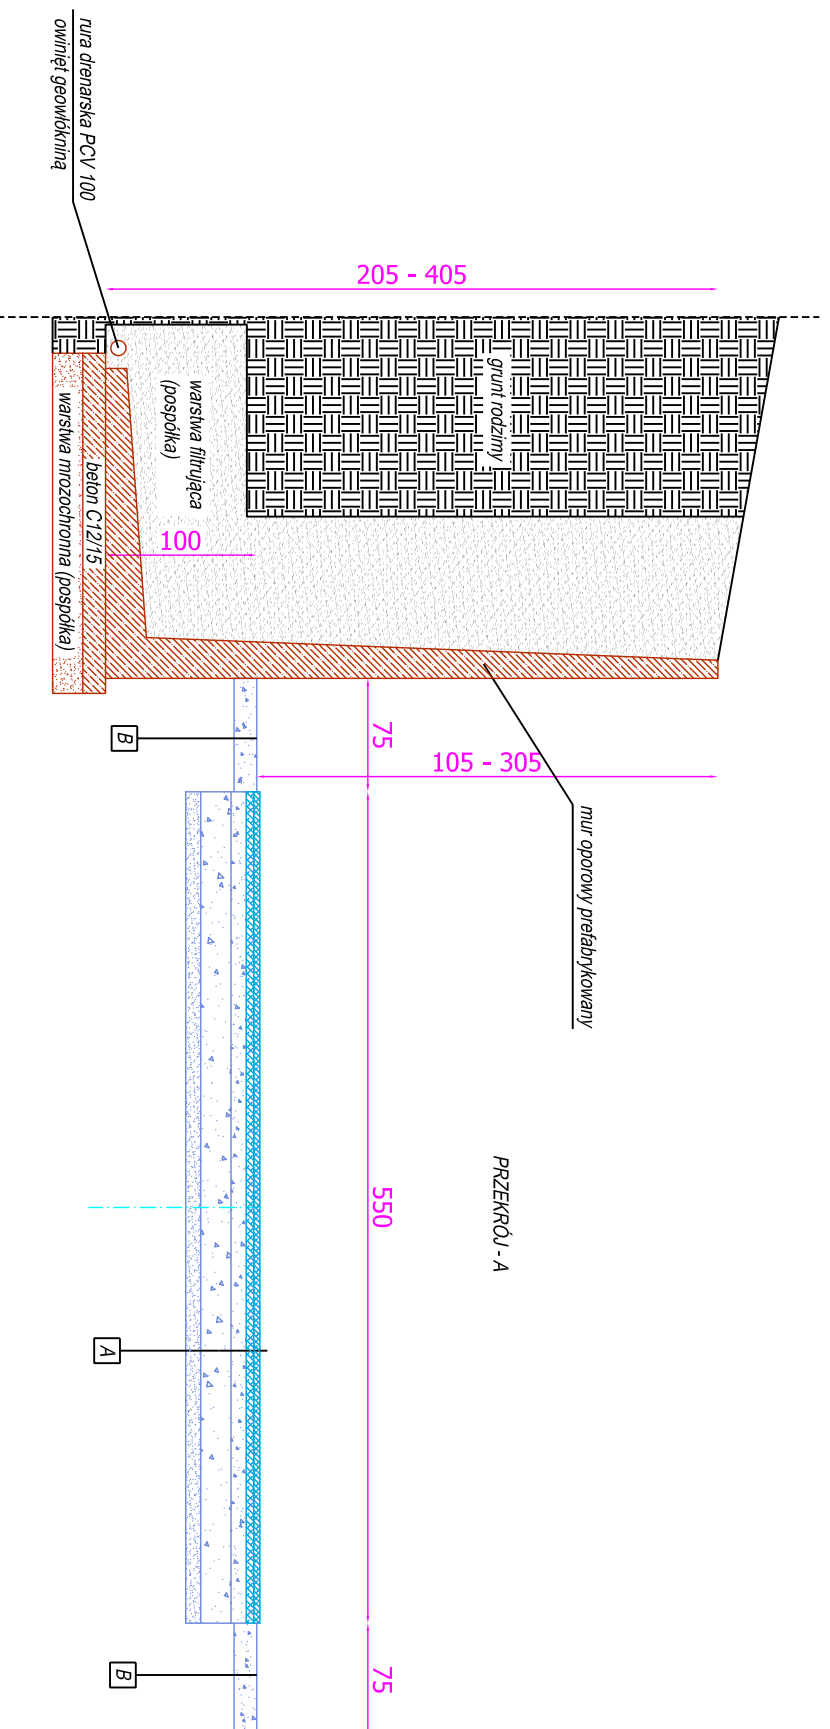 PRZEKRÓJ - A
mur oporowy prefabrykowany
205 - 405
grunt rodzimy
105 - 305
75
550
75
warstwa filtrująca
(pospółka)
100
beton C12/15
warstwa mrozochronna (pospółka)
rura drenarska PCV 100
owinięt geowłókniną
B
A
B